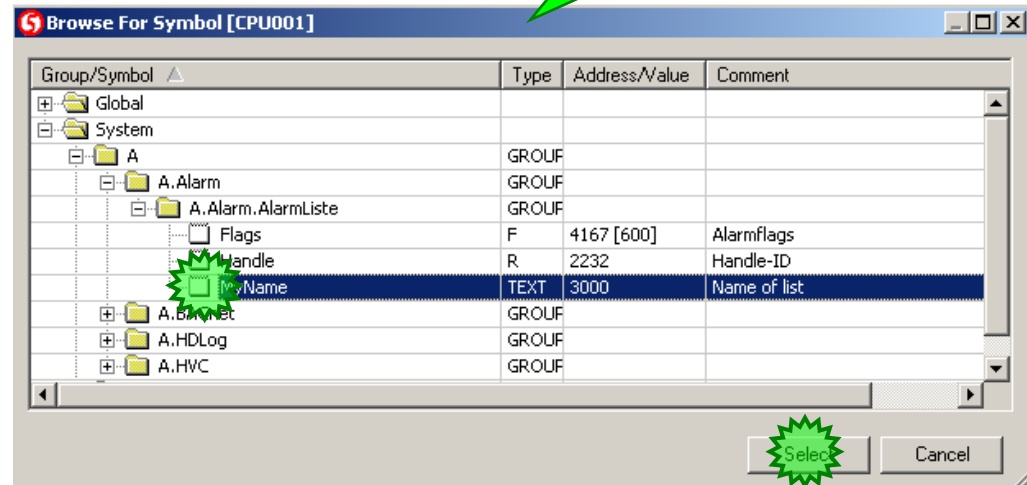 Browse For Symbol [CPU001]
Group/Symbol Type Address/Value Comment
Global
System
A GROUP
A.Alarm GROUP
A.Alarm.AlarmListe GROUP
Flags F 4167 [600] Alarmflags
Handle R 2232 Handle-ID
MyName TEXT 3000 Name of list
A.BACnet GROUP
A.HDLog GROUP
A.HVC GROUP
Select Cancel